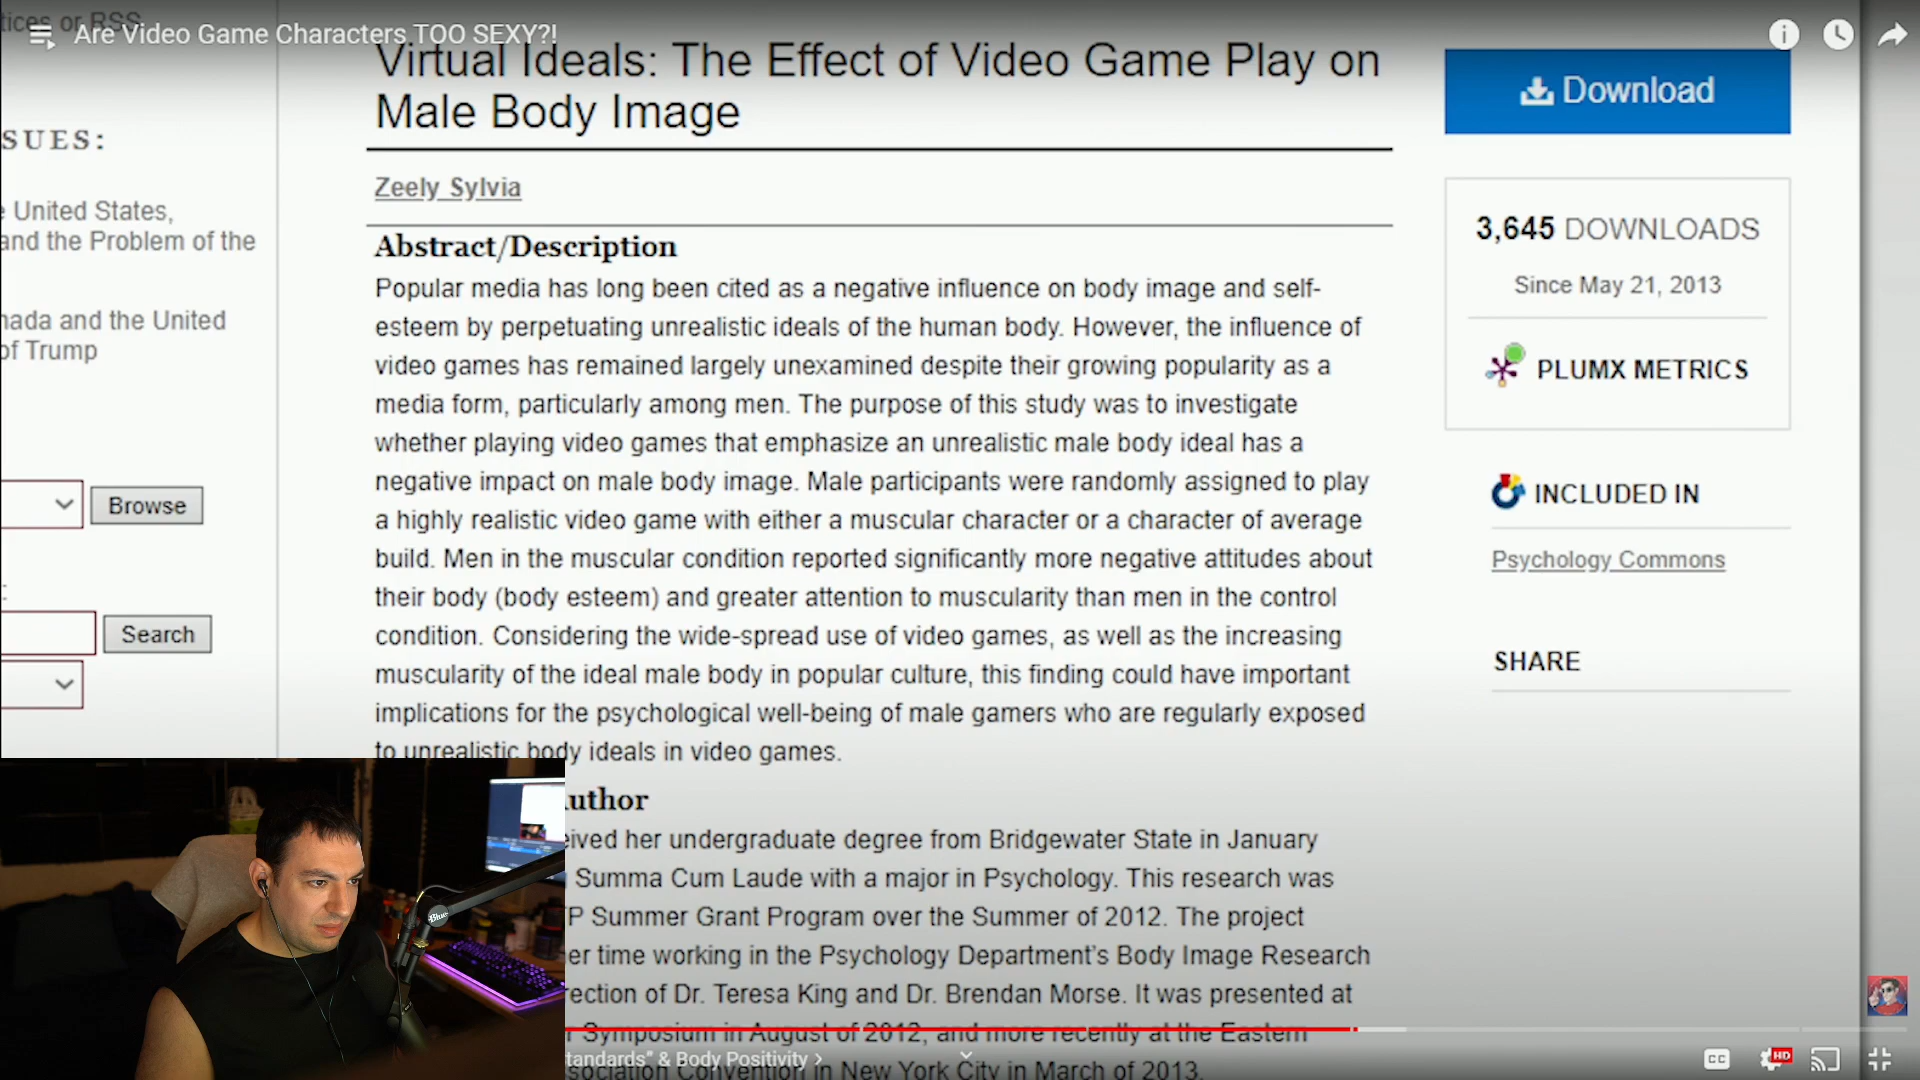 tices or RSS
Are Video Game Characters TOO SEXY?!
Virtual Ideals: The Effect of Video Game Play on
Male Body Image
Download
SUES:
Zeely Sylvia
United States,
and the Problem of the
nada and the United
of Trump
Browse
Search
3,645 DOWNLOADS
Since May 21, 2013
PLUMX METRICS
INCLUDED IN
Psychology Commons
SHARE
Abstract/Description
Popular media has long been cited as a negative influence on body image and self-
esteem by perpetuating unrealistic ideals of the human body. However, the influence of
video games has remained largely unexamined despite their growing popularity as a
media form, particularly among men. The purpose of this study was to investigate
whether playing video games that emphasize an unrealistic male body ideal has a
negative impact on male body image. Male participants were randomly assigned to play
a highly realistic video game with either a muscular character or a character of average
build. Men in the muscular condition reported significantly more negative attitudes about
their body (body esteem) and greater attention to muscularity than men in the control
condition. Considering the wide-spread use of video games, as well as the increasing
muscularity of the ideal male body in popular culture, this finding could have important
implications for the psychological well-being of male gamers who are regularly exposed
to unrealistic body ideals in video games.
uthor
ived her undergraduate degree from Bridgewater State in January
Summa Cum Laude with a major in Psychology. This research was
P Summer Grant Program over the Summer of 2012. The project
er time working in the Psychology Department's Body Image Research
rection of Dr. Teresa King and Dr. Brendan Morse. It was presented at
r Symposium in August of 2012, and more recently at the Eastern
tandards" & Body Positivity >
sociation Convention in New York City in March of 2013.
Blue
CC
HD